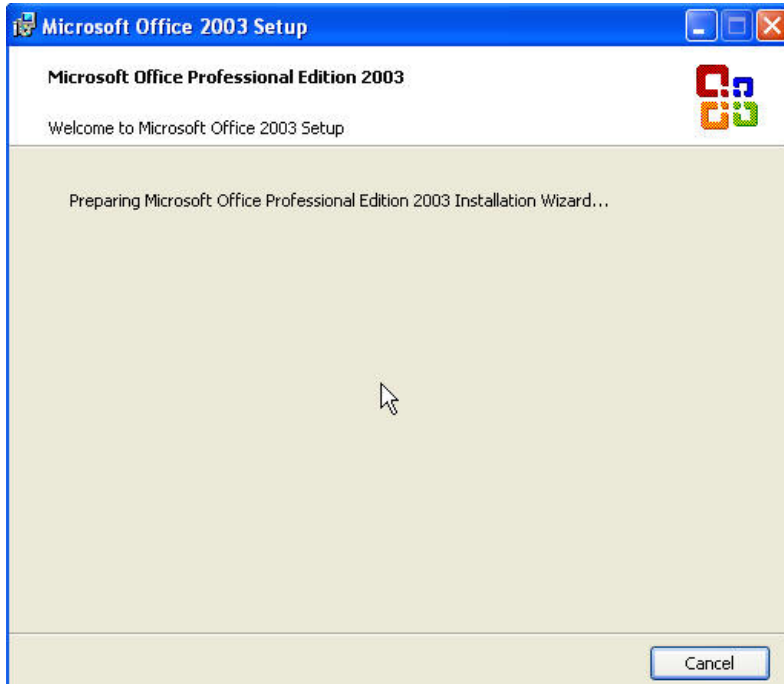 Microsoft Office 2003 Setup
Microsoft Office Professional Edition 2003
Welcome to Microsoft Office 2003 Setup
Preparing Microsoft Office Professional Edition 2003 Installation Wizard...
Cancel